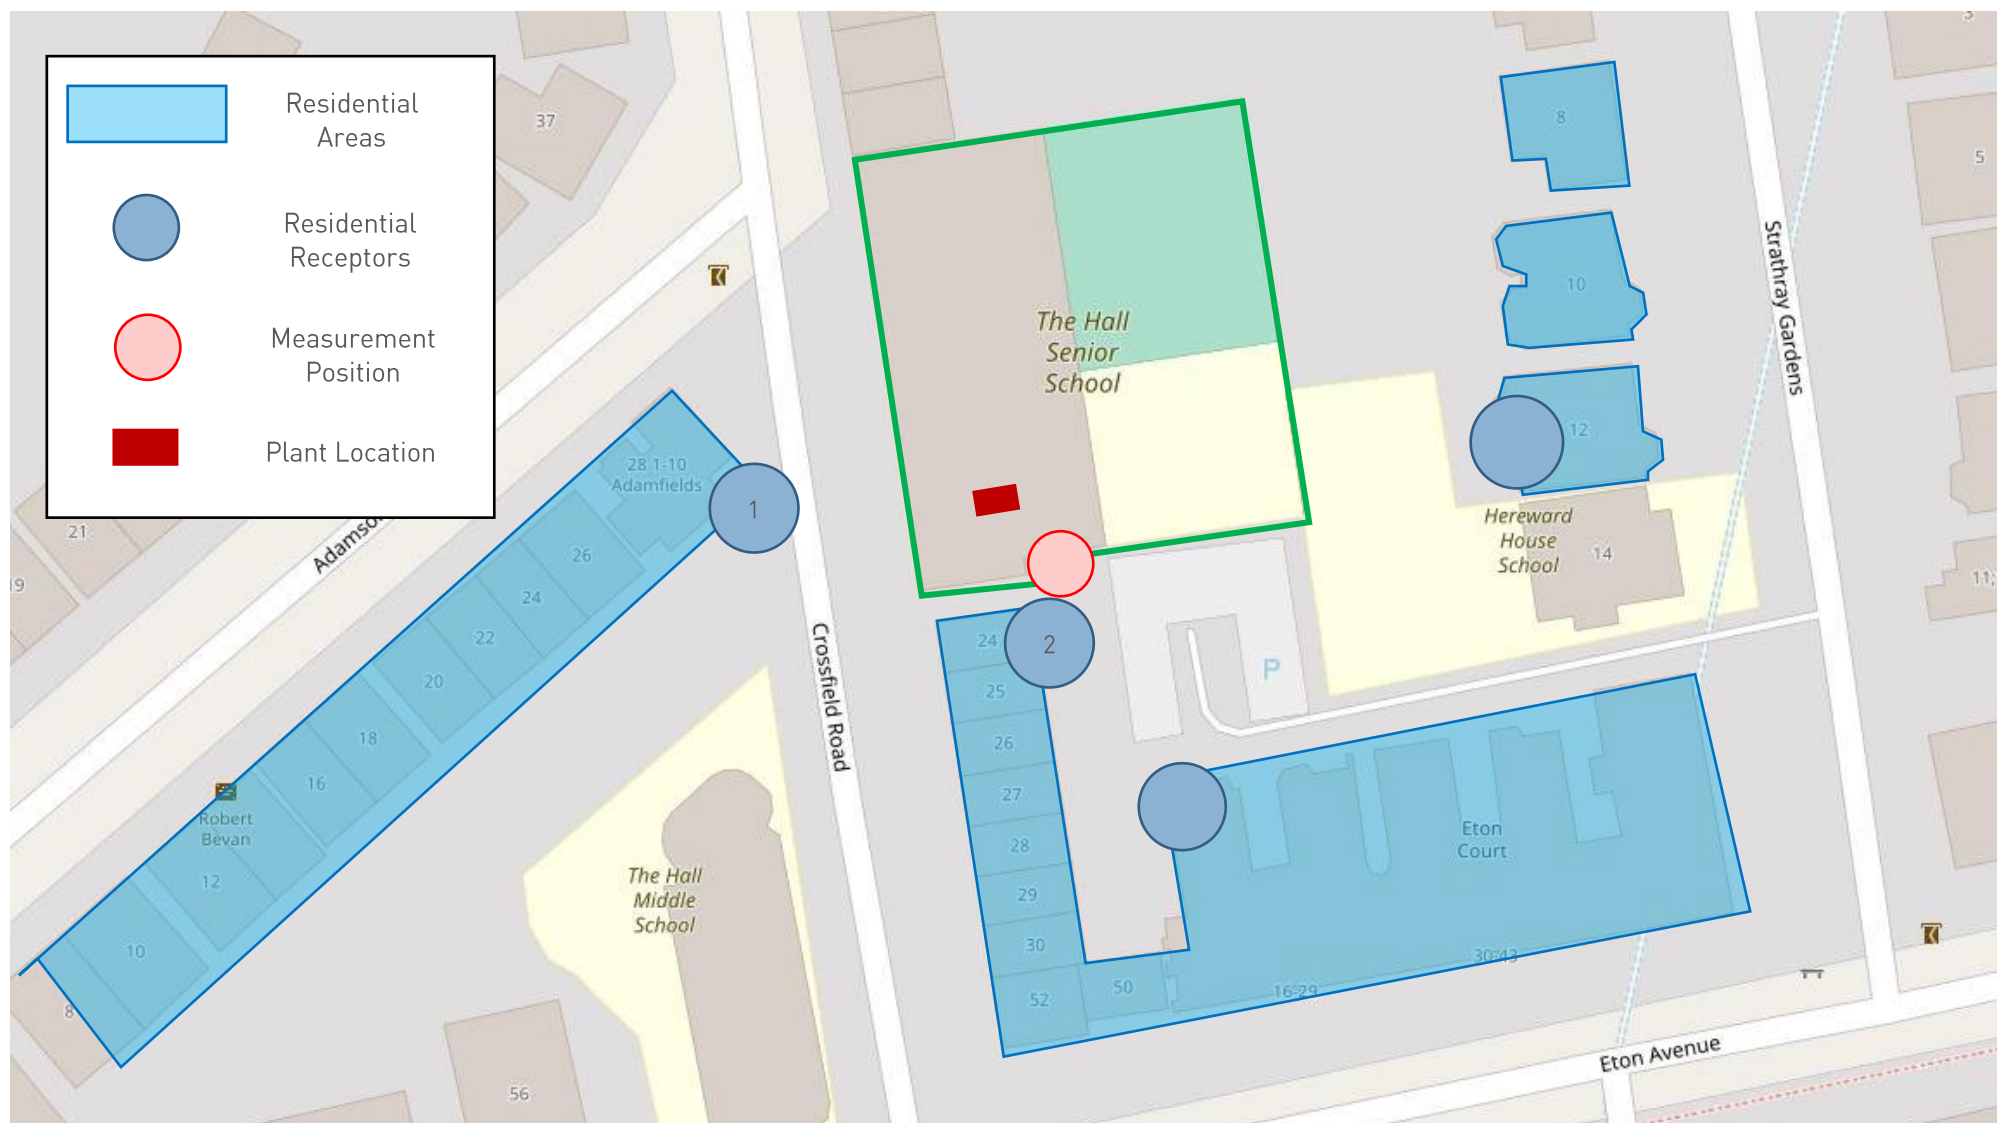 Residential
Areas
Residential
Receptors
Measurement
Position
Plant Location
37
3
5
8
10
12
Strathray Gardens
The Hall
Senior
School
28 1-10
Adamfields
1
26
24
22
20
18
16
Robert
Bevan
12
10
8
21
19
Adamso
Crossfield Road
Hereward
House
School
14
11;
24
2
25
26
27
28
29
30
52
50
P
Eton
Court
30-43
16-29
The Hall
Middle
School
56
Eton Avenue